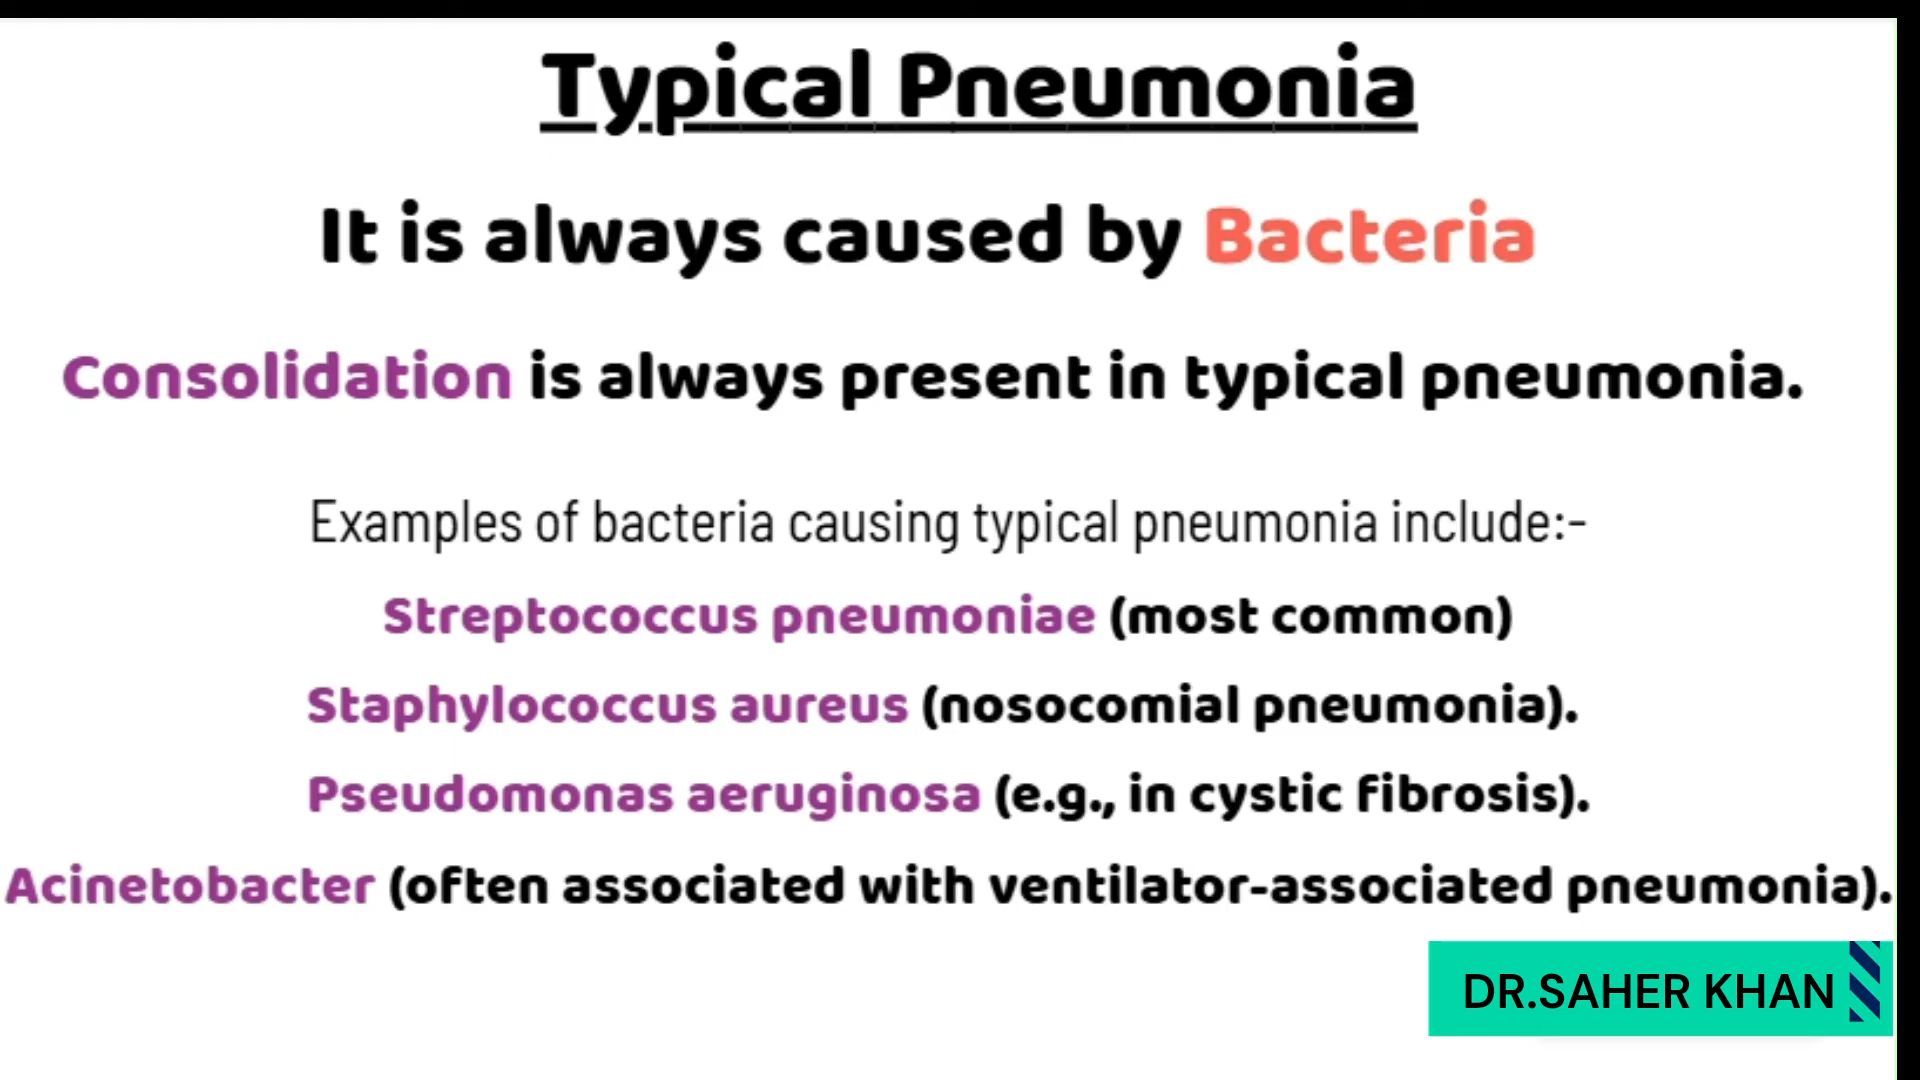 Typical Pneumonia
It is always caused by Bacteria
Consolidation is always present in typical pneumonia.
Examples of bacteria causing typical pneumonia include:-
Streptococcus pneumoniae (most common)
Staphylococcus aureus (nosocomial pneumonia).
Pseudomonas aeruginosa (e.g., in cystic fibrosis).
Acinetobacter (often associated with ventilator-associated pneumonia).
DR.SAHER KHAN